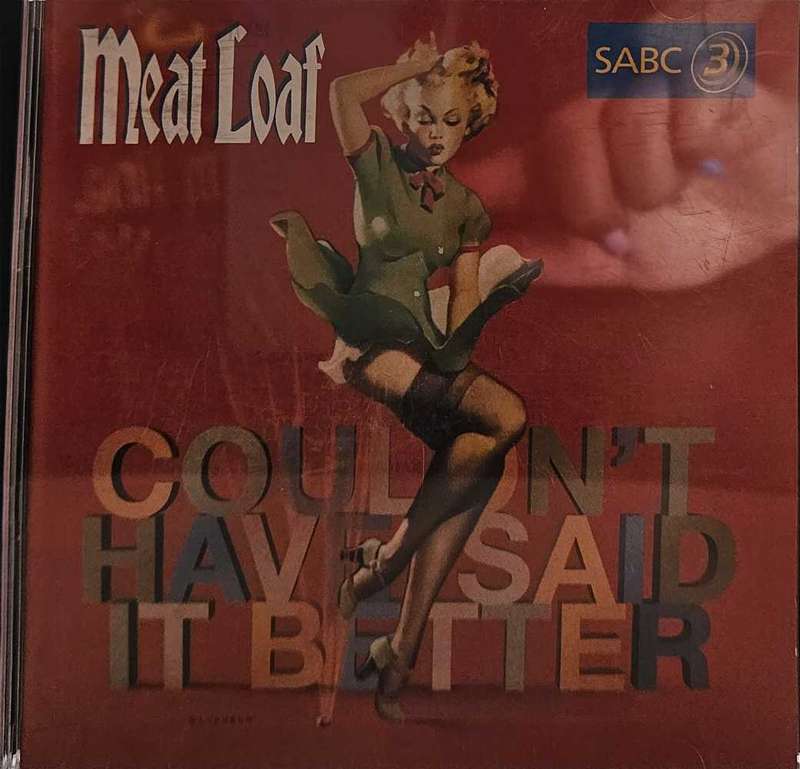 Meat Loaf
SABC 3
COULDN'T
HAVE SAID
IT BETTER